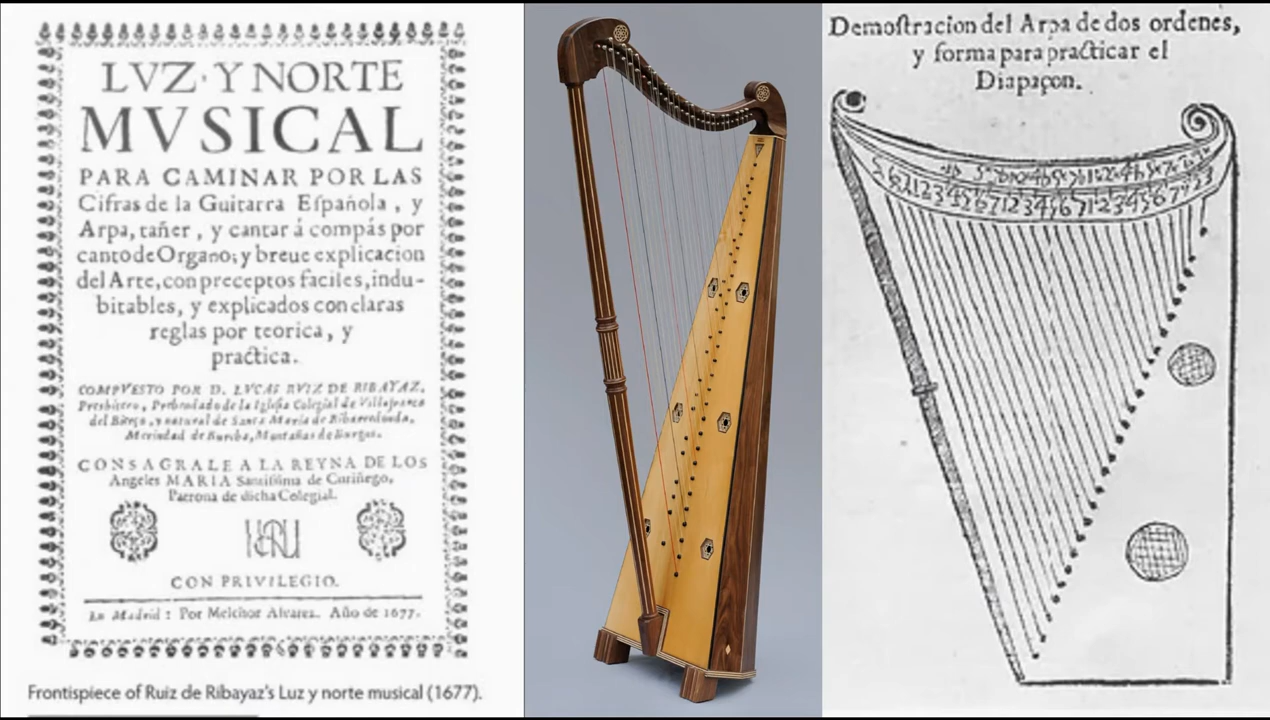 LVZ·Y NORTE
MVSICAL
PARA CAMINAR POR LAS
Cifras de la Guitarra Eſpañola, y
Arpa, tañer, y cantar á compás por
canto de Organo; y breue explicacion
del Arte, con preceptos faciles, indu-
bitables, y explicados con claras
reglas por teorica, y
practica.
COMPVESTO POR D. LVCAS RVIZ DE RIBAYAZ,
Presbitero, Prebendado de la Igleſia Colegial de Villafranca
del Bierço, y natural de Santa Maria de Ribarredonda,
Merindad de Bureba, Montañas de Burgos.
CONSAGRALE A LA REYNA DE LOS
Angeles MARIA Santiſsima de
Patrona de dicha Colegial.
CON PRIVILEGIO.
En Madrid: Por Melchor Alvarez. Año de 1677.
Frontispiece of Ruiz de Ribayaz's Luz y norte musical (1677).
Demoſtracion del Arpa de dos ordenes,
y forma para practicar el
Diapaçon.